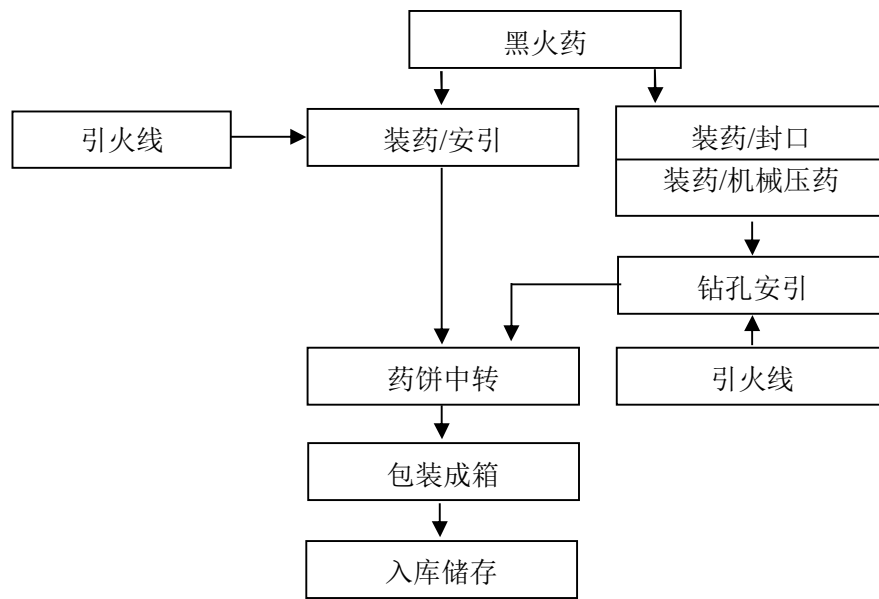 黑火药
引火线
装药/安引
装药/封口
装药/机械压药
钻孔安引
药饼中转
引火线
包装成箱
入库储存